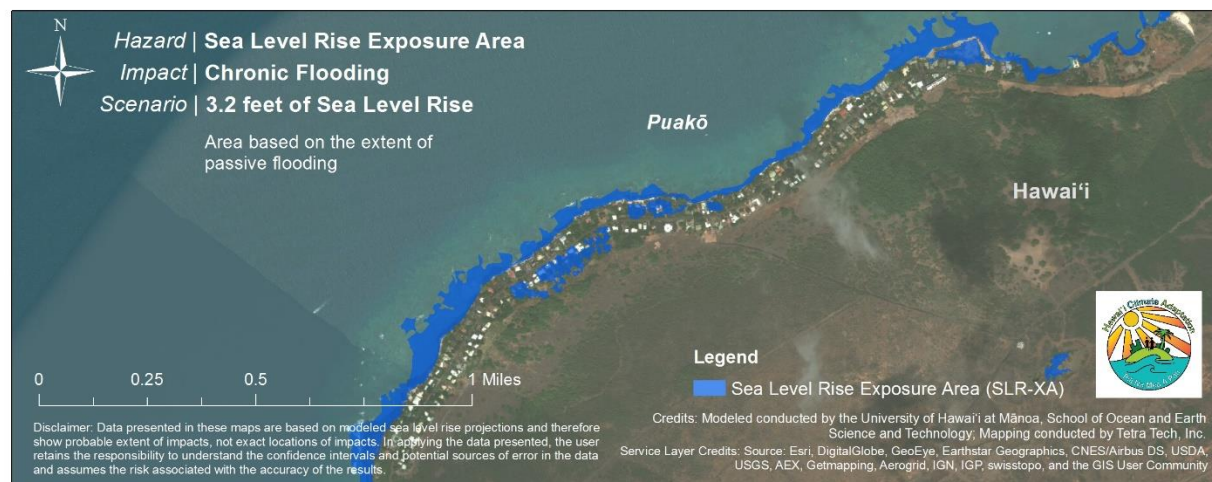 N
Hazard | Sea Level Rise Exposure Area
Impact | Chronic Flooding
Scenario | 3.2 feet of Sea Level Rise
Area based on the extent of
passive flooding
Puakō
Hawaiʻi
0 0.25 0.5 1 Miles
Disclaimer: Data presented in these maps are based on modeled sea level rise projections and therefore
show probable extent of impacts, not exact locations of impacts. In applying the data presented, the user
retains the responsibility to understand the confidence intervals and potential sources of error in the data
and assumes the risk associated with the accuracy of the results.
Legend
Sea Level Rise Exposure Area (SLR-XA)
Hawaiʻi Climate Adaptation
Credits: Modeled conducted by the University of Hawaiʻi at Mānoa, School of Ocean and Earth
Science and Technology; Mapping conducted by Tetra Tech, Inc.
Service Layer Credits: Source: Esri, DigitalGlobe, GeoEye, Earthstar Geographics, CNES/Airbus DS, USDA,
USGS, AEX, Getmapping, Aerogrid, IGN, IGP, swisstopo, and the GIS User Community